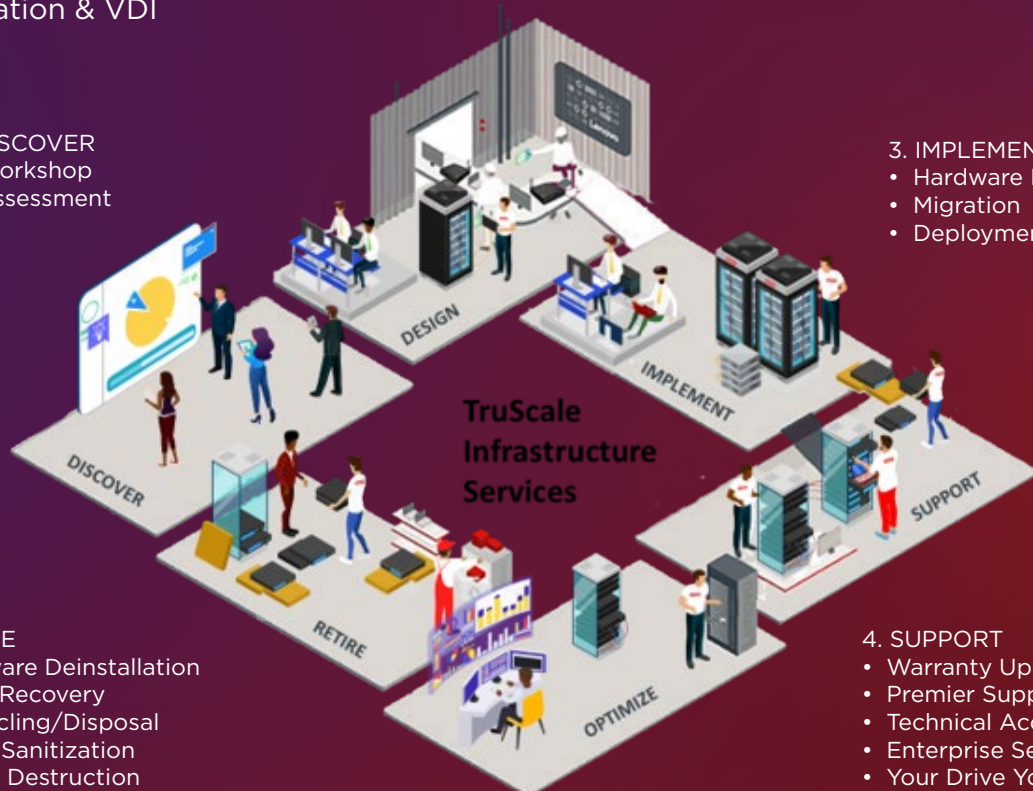 ation & VDI
SCOVER
orkshop
ssessment
3. IMPLEMEN
• Hardware
• Migration
• Deploymen
Lenovo
DESIGN
IMPLEMENT
DISCOVER
TruScale
Infrastructure
Services
SUPPORT
RETIRE
OPTIMIZE
E
are Deinstallation
Recovery
cling/Disposal
Sanitization
Destruction
4. SUPPORT
• Warranty Up
• Premier Supp
• Technical Acc
• Enterprise Se
• Your Drive Yo